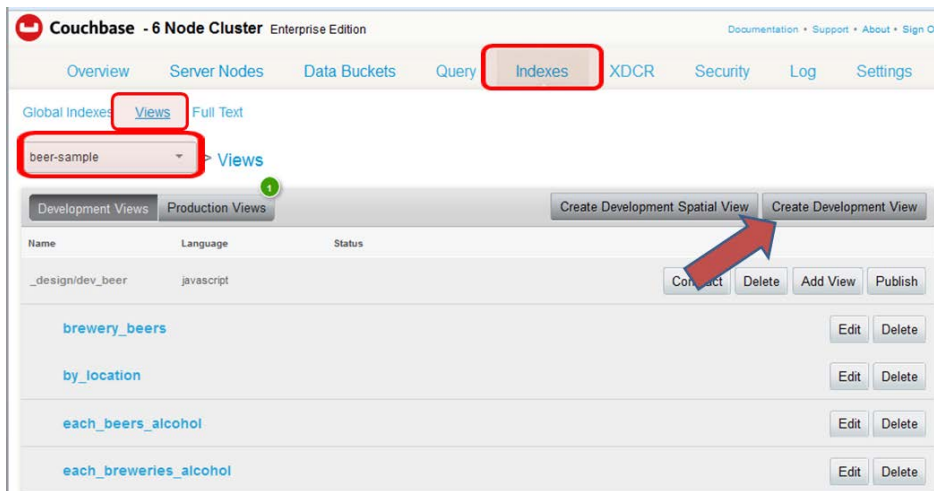 Couchbase - 6 Node Cluster Enterprise Edition Documentation • Support • About • Sign O
Overview Server Nodes Data Buckets Query Indexes XDCR Security Log Settings
Global Indexes Views Full Text
beer-sample > Views
1
Development Views Production Views Create Development Spatial View Create Development View
Name Language Status
_design/dev_beer javascript Delete Add View Publish
brewery_beers Edit Delete
by_location Edit Delete
each_beers_alcohol Edit Delete
each_breweries_alcohol Edit Delete